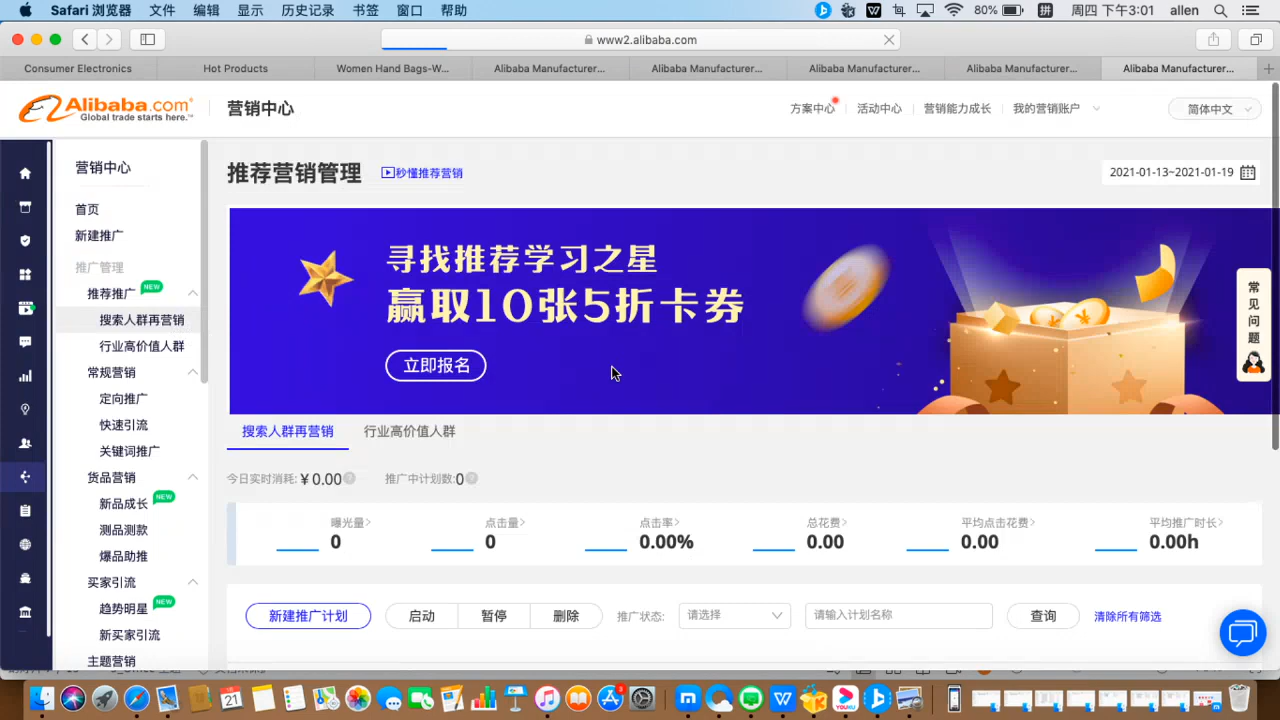 Safari 浏览器 文件 编辑 显示 历史记录 书签 窗口 帮助 80% 拼 周四 下午3:01 allen
www2.alibaba.com
Consumer Electronics Hot Products Women Hand Bags-W... Alibaba Manufacturer... Alibaba Manufacturer... Alibaba Manufacturer... Alibaba Manufacturer... Alibaba Manufacturer...
Alibaba.com
Global trade starts here.™
营销中心
方案中心 活动中心 营销能力成长 我的营销账户 简体中文
营销中心
首页
新建推广
推广管理
推荐推广 NEW
搜索人群再营销
行业高价值人群
常规营销
定向推广
快速引流
关键词推广
货品营销
新品成长 NEW
测品测款
爆品助推
买家引流
趋势明星 NEW
新买家引流
主题营销
推荐营销管理 秒懂推荐营销 2021-01-13~2021-01-19
寻找推荐学习之星
赢取10张5折卡券
立即报名
常见问题
搜索人群再营销 行业高价值人群
今日实时消耗:¥0.00 推广中计划数:0
曝光量> 点击量> 点击率> 总花费> 平均点击花费> 平均推广时长>
0 0 0.00% 0.00 0.00 0.00h
新建推广计划 启动 暂停 删除 推广状态: 请选择 请输入计划名称 查询 清除所有筛选
21
3
YOUKU